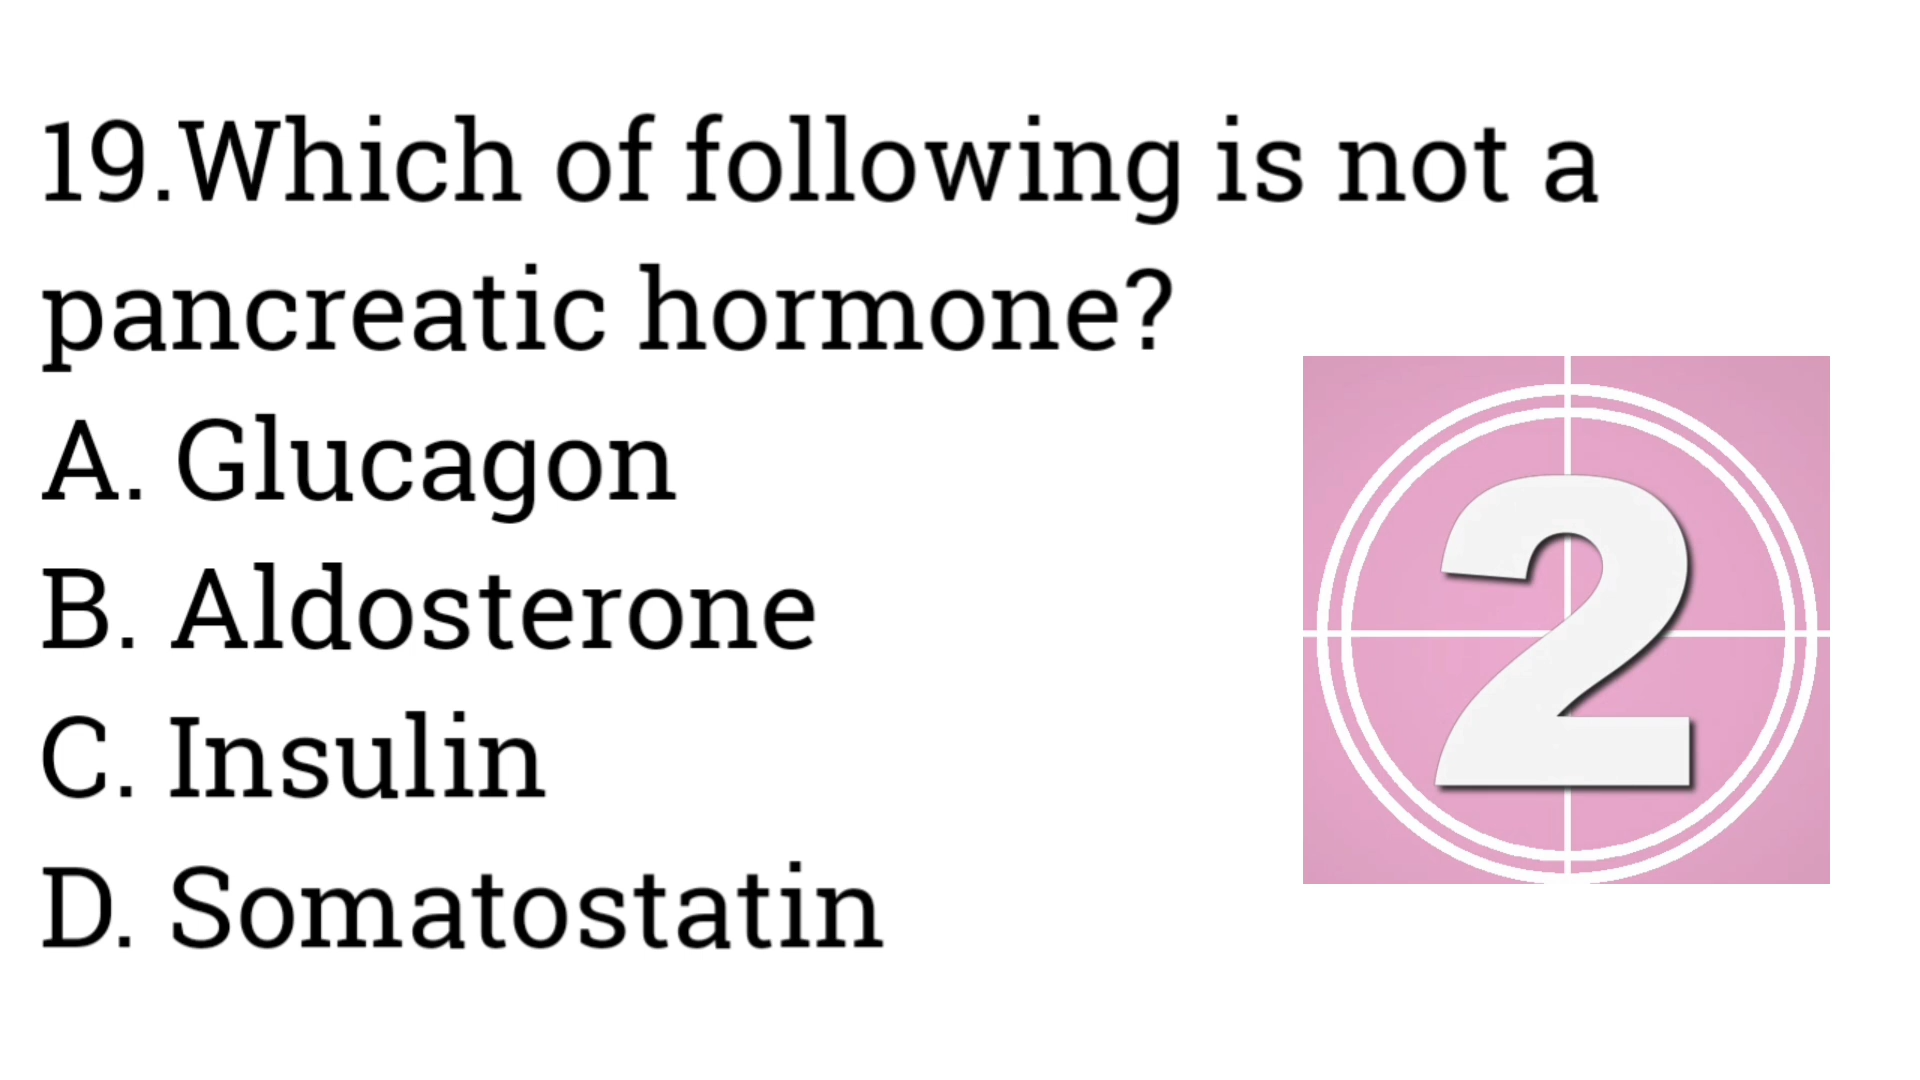 19.Which of following is not a
pancreatic hormone?
A. Glucagon
B. Aldosterone
C. Insulin
D. Somatostatin
2